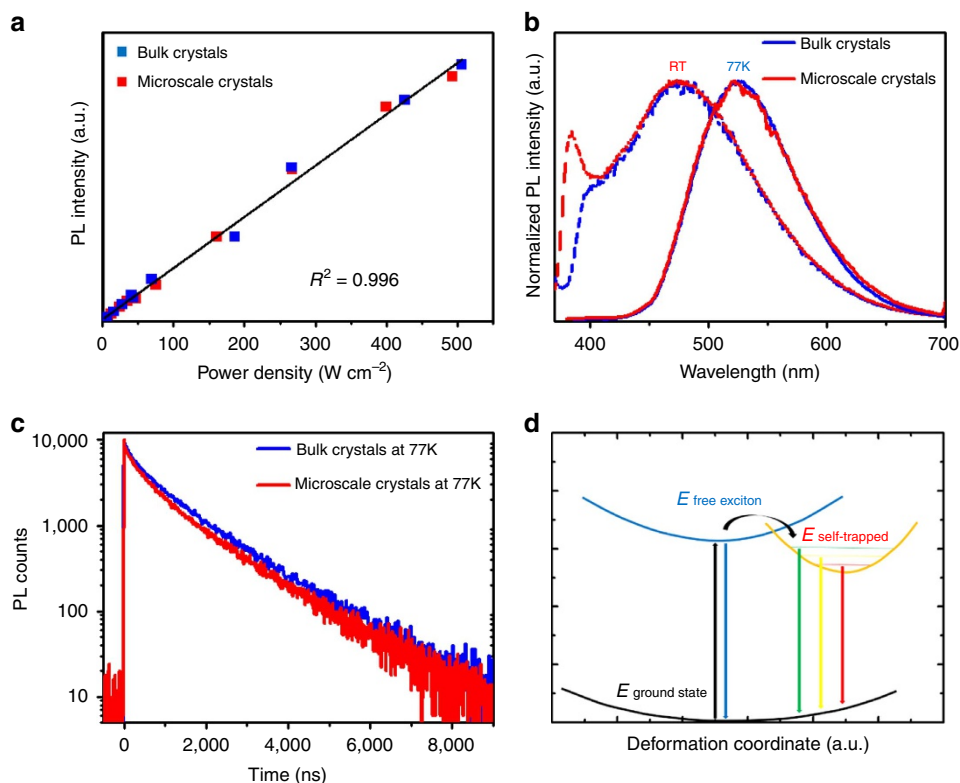 a
Bulk crystals
Microscale crystals
PL intensity (a.u.)
R² = 0.996
0 100 200 300 400 500
Power density (W cm⁻²)
b
Bulk crystals
Microscale crystals
RT
77K
Normalized PL intensity (a.u.)
400 500 600 700
Wavelength (nm)
c
Bulk crystals at 77K
Microscale crystals at 77K
PL counts
10,000
1,000
100
10
0 2,000 4,000 6,000 8,000
Time (ns)
d
E free exciton
E self-trapped
E ground state
Deformation coordinate (a.u.)